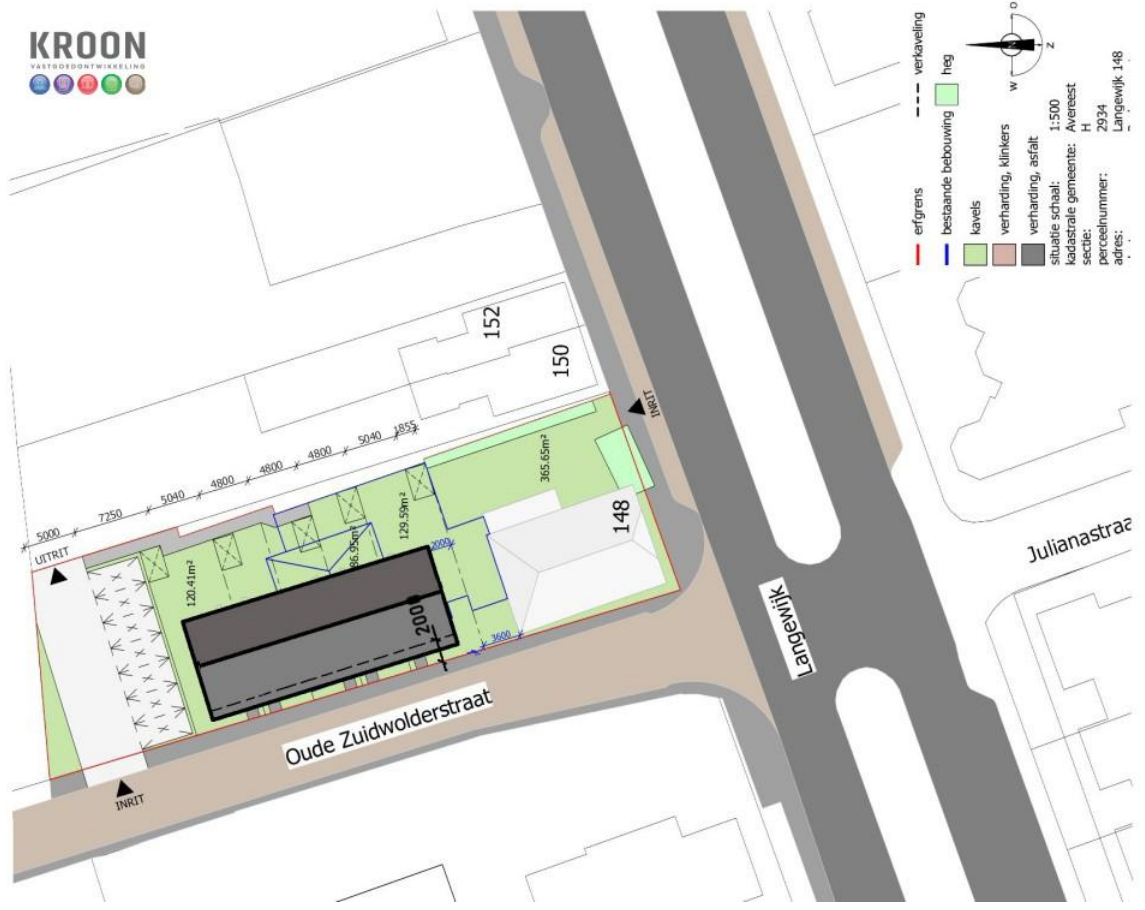 KROON
VASTGOEDONTWIKKELING
erfgrens
bestaande bebouwing
kavels
verharding, klinkers
verharding, asfalt
verkaveling
heg
situatie schaal: 1:500
kadastrale gemeente: Avereest
sectie: H
perceelnummer: 2934
adres: Langewijk 148
W
N
O
Z
152
150
148
5000
7250
5040
4800
4800
4800
5040
1855
UITRIT
INRIT
INRIT
120.41m²
86.95m²
129.59m²
365.65m²
2000
2000
3600
Oude Zuidwolderstraat
Langewijk
Julianastraa